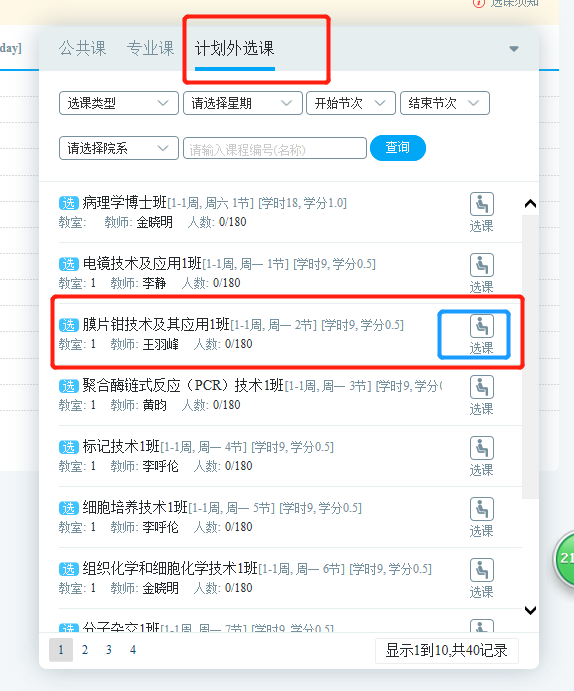 选课须知
day]
公共课 专业课 计划外选课
选课类型 请选择星期 开始节次 结束节次
请选择院系 请输入课程编号(名称) 查询
选 病理学博士班[1-1周, 周六 1节] [学时18, 学分1.0]
教室: 教师: 金晓明 人数: 0/180
选课
选 电镜技术及应用1班[1-1周, 周一 1节] [学时9, 学分0.5]
教室: 1 教师: 李静 人数: 0/180
选课
选 膜片钳技术及其应用1班[1-1周, 周一 2节] [学时9, 学分0.5]
教室: 1 教师: 王羽峰 人数: 0/180
选课
选 聚合酶链式反应（PCR）技术1班[1-1周, 周一 3节] [学时9, 学分
教室: 1 教师: 黄昀 人数: 0/180
选课
选 标记技术1班[1-1周, 周一 4节] [学时9, 学分0.5]
教室: 1 教师: 李呼伦 人数: 0/180
选课
选 细胞培养技术1班[1-1周, 周一 5节] [学时9, 学分0.5]
教室: 1 教师: 李呼伦 人数: 0/180
选课
选 组织化学和细胞化学技术1班[1-1周, 周一 6节] [学时9, 学分0.5]
教室: 1 教师: 金晓明 人数: 0/180
选课
选 分子杂交1班[1-1周, 周一 7节] [学时9, 学分0.5]
1 2 3 4 显示1到10,共40记录